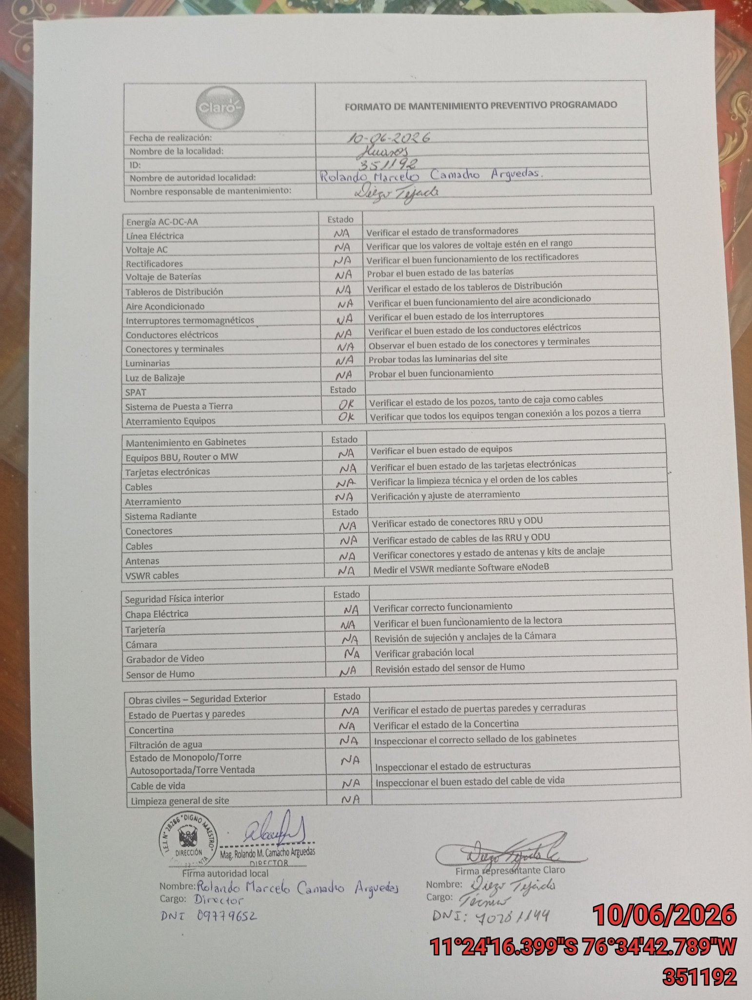 Claro
FORMATO DE MANTENIMIENTO PREVENTIVO PROGRAMADO
Fecha de realización: 10-06-2026
Nombre de la localidad: Huaros
ID: 351192
Nombre de autoridad localidad: Rolando Marcelo Camacho Arguedas.
Nombre responsable de mantenimiento: Diego Tejada
Energía AC-DC-AA Estado
Línea Eléctrica NA Verificar el estado de transformadores
Voltaje AC NA Verificar que los valores de voltaje estén en el rango
Rectificadores NA Verificar el buen funcionamiento de los rectificadores
Voltaje de Baterías NA Probar el buen estado de las baterías
Tableros de Distribución NA Verificar el estado de los tableros de Distribución
Aire Acondicionado NA Verificar el buen funcionamiento del aire acondicionado
Interruptores termomagnéticos NA Verificar el buen estado de los interruptores
Conductores eléctricos NA Verificar el buen estado de los conductores eléctricos
Conectores y terminales NA Observar el buen estado de los conectores y terminales
Luminarias NA Probar todas las luminarias del site
Luz de Balizaje NA Probar el buen funcionamiento
SPAT Estado
Sistema de Puesta a Tierra OK Verificar el estado de los pozos, tanto de caja como cables
Aterramiento Equipos OK Verificar que todos los equipos tengan conexión a los pozos a tierra
Mantenimiento en Gabinetes Estado
Equipos BBU, Router o MW NA Verificar el buen estado de equipos
Tarjetas electrónicas NA Verificar el buen estado de las tarjetas electrónicas
Cables NA Verificar la limpieza técnica y el orden de los cables
Aterramiento NA Verificación y ajuste de aterramiento
Sistema Radiante Estado
Conectores NA Verificar estado de conectores RRU y ODU
Cables NA Verificar estado de cables de las RRU y ODU
Antenas NA Verificar conectores y estado de antenas y kits de anclaje
VSWR cables NA Medir el VSWR mediante Software eNodeB
Seguridad Física interior Estado
Chapa Eléctrica NA Verificar correcto funcionamiento
Tarjetería NA Verificar el buen funcionamiento de la lectora
Cámara NA Revisión de sujeción y anclajes de la Cámara
Grabador de Video NA Verificar grabación local
Sensor de Humo NA Revisión estado del sensor de Humo
Obras civiles – Seguridad Exterior Estado
Estado de Puertas y paredes NA Verificar el estado de puertas paredes y cerraduras
Concertina NA Verificar el estado de la Concertina
Filtración de agua NA Inspeccionar el correcto sellado de los gabinetes
Estado de Monopolo/Torre
Autosoportada/Torre Ventada NA Inspeccionar el estado de estructuras
Cable de vida NA Inspeccionar el buen estado del cable de vida
Limpieza general de site NA
I.E.I. N° 28286 "DIGNO MAESTRO"
DIRECCIÓN
Mag. Rolando M. Camacho Arguedas
DIRECTOR
Firma autoridad local
Nombre: Rolando Marcelo Camacho Arguedas
Cargo: Director
DNI 09779652
Diego Tejada
Firma representante Claro
Nombre: Diego Tejada
Cargo: Técnico
DNI:
10/06/2026
11°24'16.399"S 76°34'42.789"W
351192